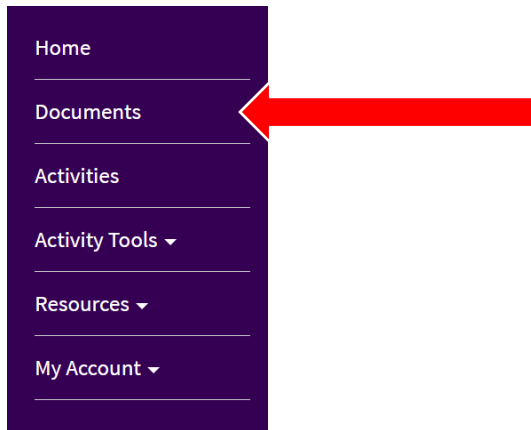 Home
Documents
Activities
Activity Tools
Resources
My Account